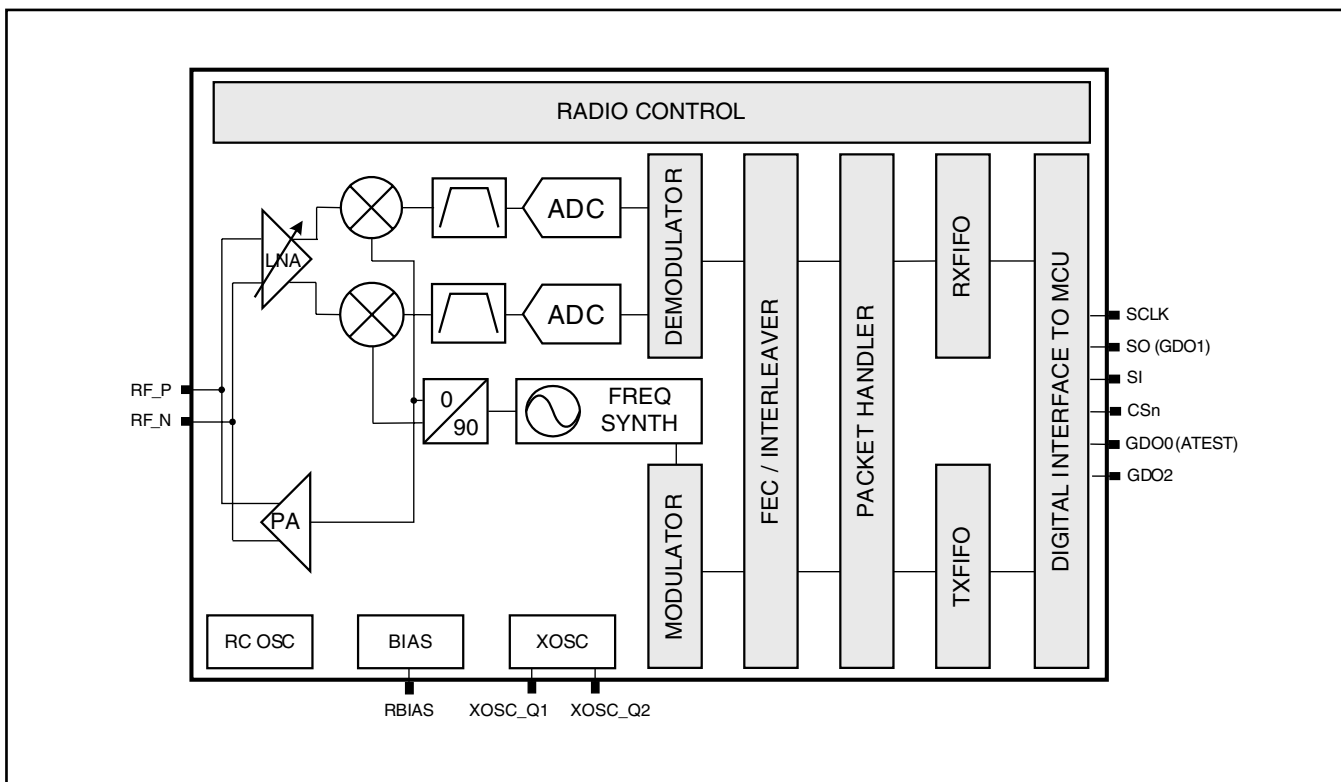 RADIO CONTROL
LNA
ADC
ADC
DEMODULATOR
FEC / INTERLEAVER
PACKET HANDLER
RXFIFO
DIGITAL INTERFACE TO MCU
SCLK
SO (GDO1)
SI
CSn
GDO0 (ATEST)
GDO2
RF_P
RF_N
0
90
FREQ
SYNTH
PA
MODULATOR
TXFIFO
RC OSC
BIAS
XOSC
RBIAS
XOSC_Q1
XOSC_Q2